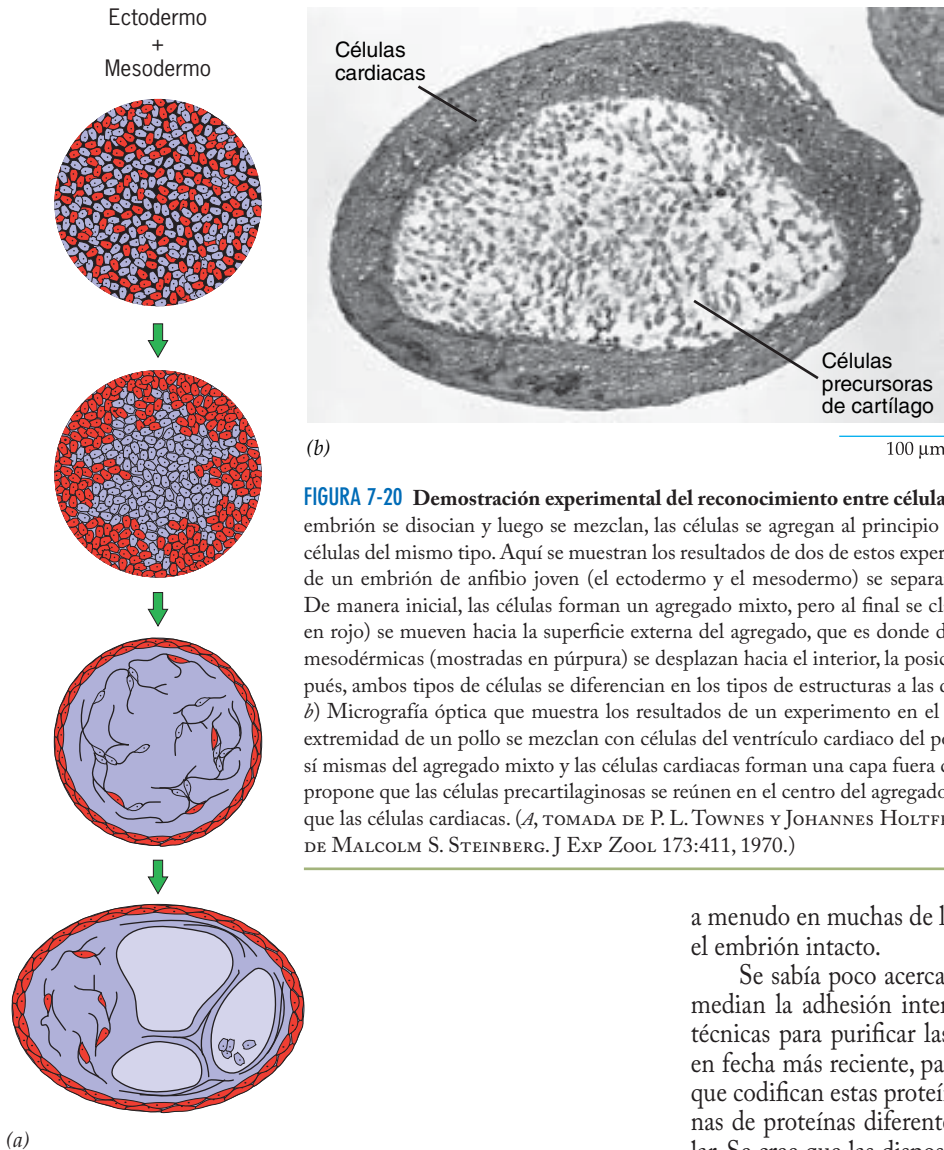 Ectodermo
+
Mesodermo
Células
cardiacas
Células
precursoras
de cartílago
(b)
100 μm
FIGURA 7-20 Demostración experimental del reconocimiento entre célula
embrión se disocian y luego se mezclan, las células se agregan al principio
células del mismo tipo. Aquí se muestran los resultados de dos de estos exper
de un embrión de anfibio joven (el ectodermo y el mesodermo) se separa
De manera inicial, las células forman un agregado mixto, pero al final se cl
en rojo) se mueven hacia la superficie externa del agregado, que es donde d
mesodérmicas (mostradas en púrpura) se desplazan hacia el interior, la posic
pués, ambos tipos de células se diferencian en los tipos de estructuras a las
b) Micrografía óptica que muestra los resultados de un experimento en el
extremidad de un pollo se mezclan con células del ventrículo cardiaco del po
sí mismas del agregado mixto y las células cardiacas forman una capa fuera
propone que las células precartilaginosas se reúnen en el centro del agregado
que las células cardiacas. (A, TOMADA DE P. L. TOWNES Y JOHANNES HOLTF
DE MALCOLM S. STEINBERG. J EXP ZOOL 173:411, 1970.)
a menudo en muchas de l
el embrión intacto.
Se sabía poco acerca
median la adhesión inter
técnicas para purificar las
en fecha más reciente, pa
que codifican estas proteí
nas de proteínas diferent
(a)